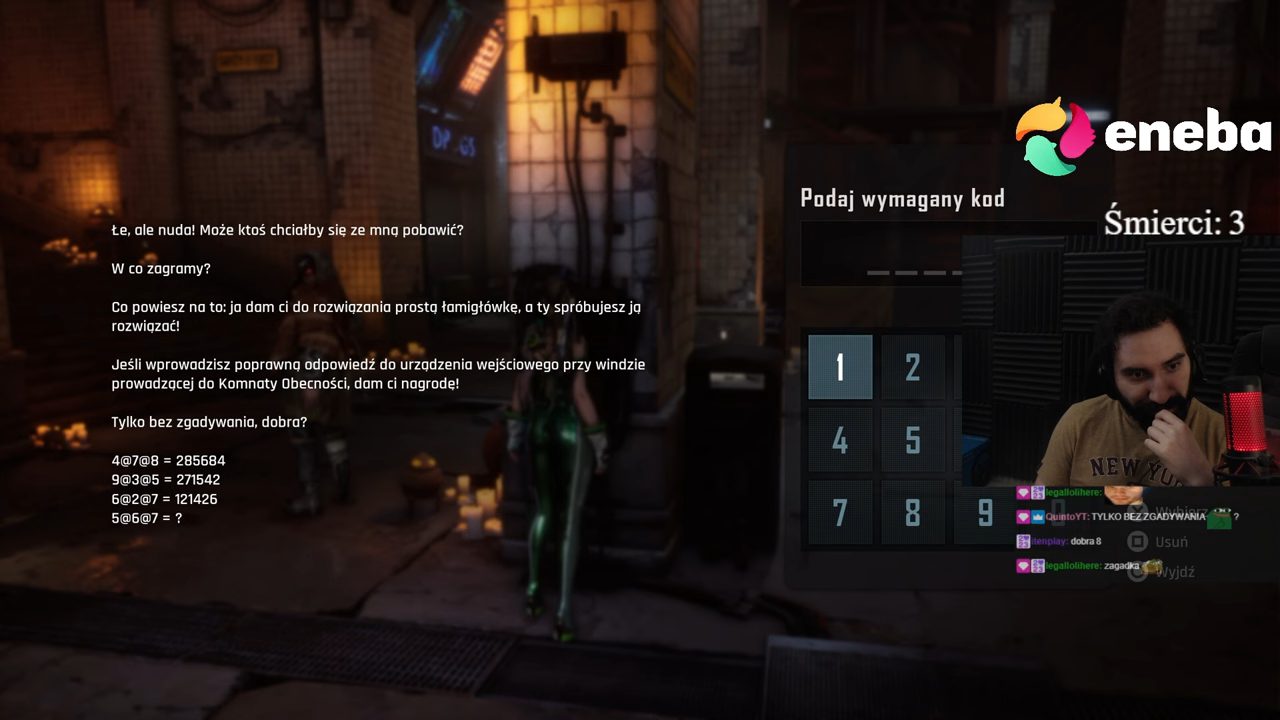 eneba
Podaj wymagany kod
Śmierci: 3
Łe, ale nuda! Może ktoś chciałby się ze mną pobawić?
W co zagramy?
Co powiesz na to: ja dam ci do rozwiązania prostą łamigłówkę, a ty spróbujesz ją
rozwiązać!
Jeśli wprowadzisz poprawną odpowiedź do urządzenia wejściowego przy windzie
prowadzącej do Komnaty Obecności, dam ci nagrodę!
Tylko bez zgadywania, dobra?
4@7@8 = 285684
9@3@5 = 271542
6@2@7 = 121426
5@6@7 = ?
1 2
4 5
7 8 9
NEW YO
legallolihere:
QuintoYT: TYLKO BEZ ZGADYWANIA ?
Wybierz
itenplay: dobra 8
Usuń
legallolihere: zagadka
Wyjdź